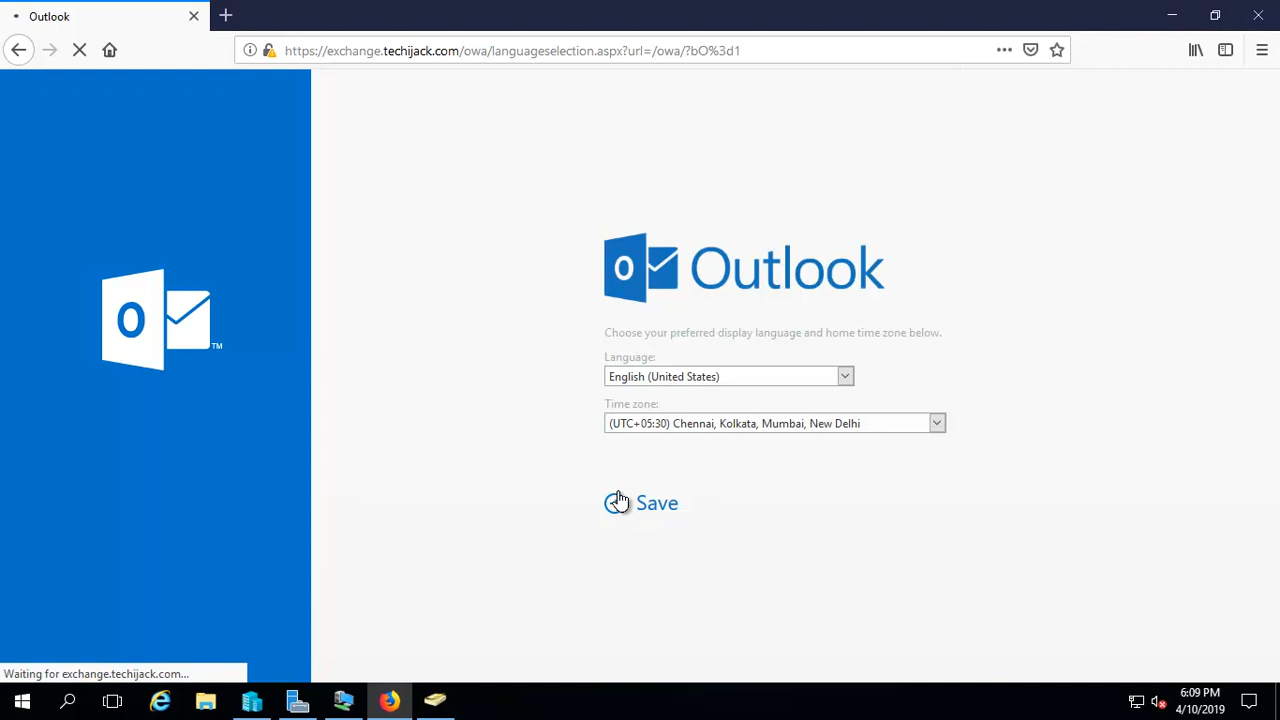 Outlook
https://exchange.techijack.com/owa/languageselection.aspx?url=/owa/?bO%3d1
O
TM
O Outlook
Choose your preferred display language and home time zone below.
Language:
English (United States)
Time zone:
(UTC+05:30) Chennai, Kolkata, Mumbai, New Delhi
Save
Waiting for exchange.techijack.com...
6:09 PM
4/10/2019